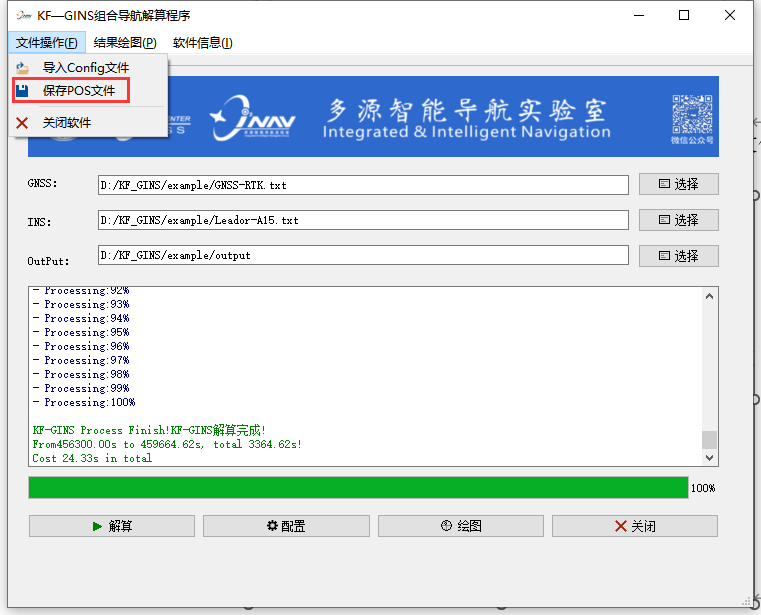 KF—GINS组合导航解算程序
文件操作(F) 结果绘图(P) 软件信息(I)
导入Config文件
保存POS文件
关闭软件
ENTER
S S
INAV
多源智能导航实验室
Integrated & Intelligent Navigation
微信公众号
GNSS: D:/KF_GINS/example/GNSS-RTK.txt 选择
INS: D:/KF_GINS/example/Leador-A15.txt 选择
OutPut: D:/KF_GINS/example/output 选择
- Processing:92%
- Processing:93%
- Processing:94%
- Processing:95%
- Processing:96%
- Processing:97%
- Processing:98%
- Processing:99%
- Processing:100%
KF-GINS Process Finish!KF-GINS解算完成!
From456300.00s to 459664.62s, total 3364.62s!
Cost 24.33s in total
100%
解算 配置 绘图 关闭